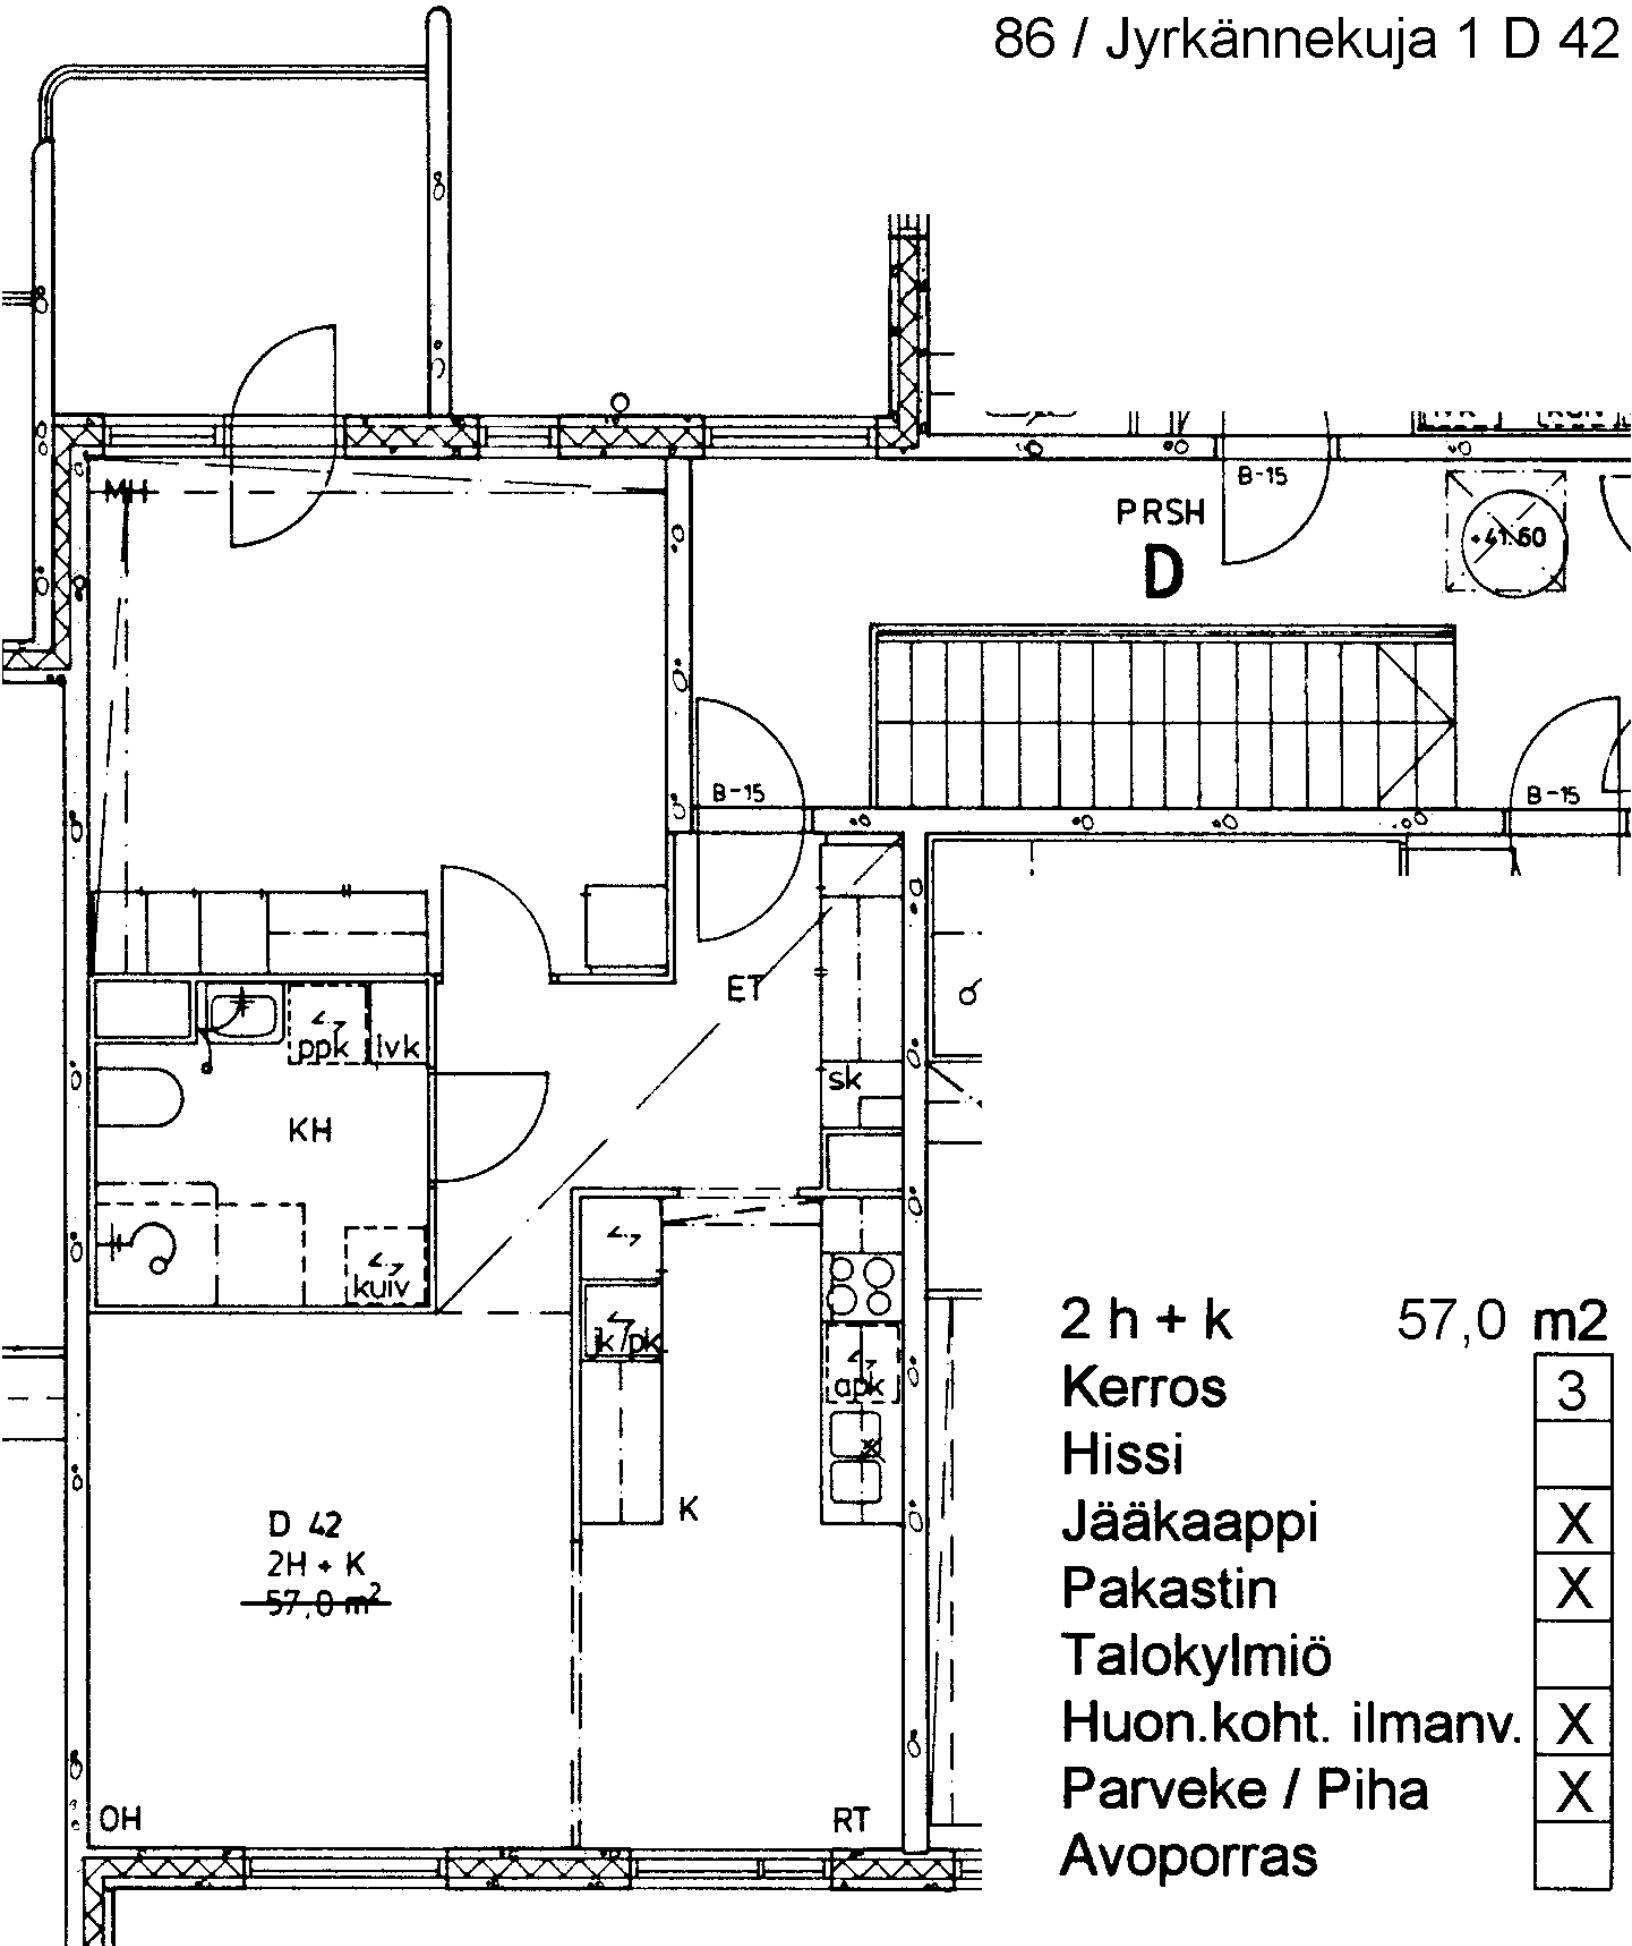 86 / Jyrkännekuja 1 D 42
B-15
PRSH
D
+41.60
MH
B-15
B-15
ET
ppk
lvk
sk
KH
kuiv
jk/pk
apk
K
D 42
2H + K
57,0 m²
OH
RT
2 h + k 57,0 m2
Kerros 3
Hissi
Jääkaappi X
Pakastin X
Talokylmiö
Huon.koht. ilmanv. X
Parveke / Piha X
Avoporras